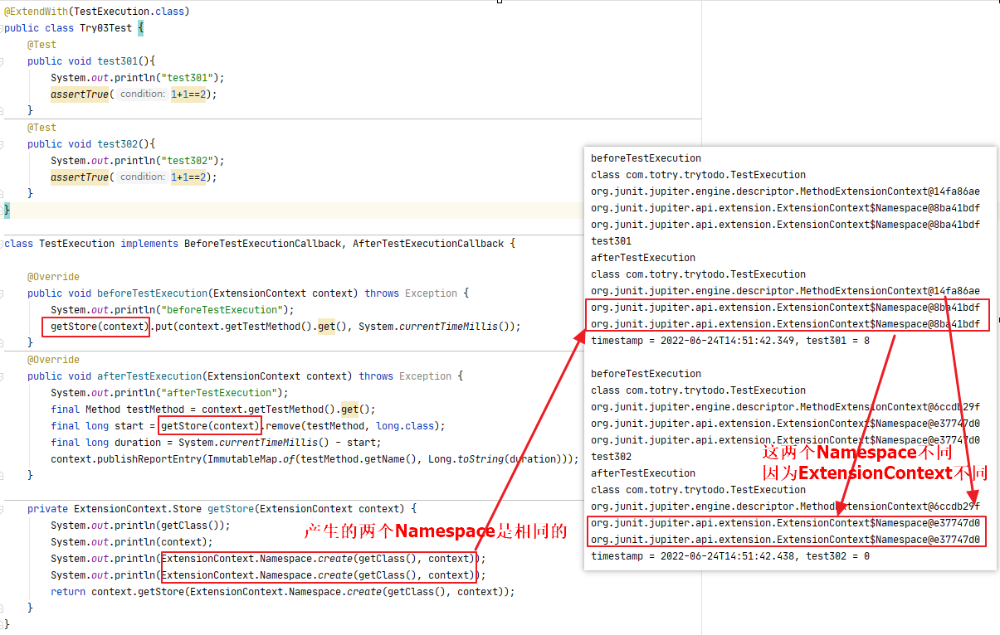 @ExtendWith(TestExecution.class)
public class Try03Test {
@Test
public void test301(){
System.out.println("test301");
assertTrue( condition: 1+1==2);
}
@Test
public void test302(){
System.out.println("test302");
assertTrue( condition: 1+1==2);
}
}
class TestExecution implements BeforeTestExecutionCallback, AfterTestExecutionCallback {
@Override
public void beforeTestExecution(ExtensionContext context) throws Exception {
System.out.println("beforeTestExecution");
getStore(context).put(context.getTestMethod().get(), System.currentTimeMillis());
}
@Override
public void afterTestExecution(ExtensionContext context) throws Exception {
System.out.println("afterTestExecution");
final Method testMethod = context.getTestMethod().get();
final long start = getStore(context).remove(testMethod, long.class);
final long duration = System.currentTimeMillis() - start;
context.publishReportEntry(ImmutableMap.of(testMethod.getName(), Long.toString(duration)));
}
private ExtensionContext.Store getStore(ExtensionContext context) {
System.out.println(getClass());
System.out.println(context);
System.out.println(ExtensionContext.Namespace.create(getClass(), context));
System.out.println(ExtensionContext.Namespace.create(getClass(), context));
return context.getStore(ExtensionContext.Namespace.create(getClass(), context));
}
}
产生的两个Namespace是相同的
beforeTestExecution
class com.totry.trytodo.TestExecution
org.junit.jupiter.engine.descriptor.MethodExtensionContext@14fa86ae
org.junit.jupiter.api.extension.ExtensionContext$Namespace@8ba41bdf
org.junit.jupiter.api.extension.ExtensionContext$Namespace@8ba41bdf
test301
afterTestExecution
class com.totry.trytodo.TestExecution
org.junit.jupiter.engine.descriptor.MethodExtensionContext@14fa86ae
org.junit.jupiter.api.extension.ExtensionContext$Namespace@8ba41bdf
org.junit.jupiter.api.extension.ExtensionContext$Namespace@8ba41bdf
timestamp = 2022-06-24T14:51:42.349, test301 = 8
beforeTestExecution
class com.totry.trytodo.TestExecution
org.junit.jupiter.engine.descriptor.MethodExtensionContext@6ccdb29f
org.junit.jupiter.api.extension.ExtensionContext$Namespace@e37747d0
org.junit.jupiter.api.extension.ExtensionContext$Namespace@e37747d0
test302
这两个Namespace不同
因为ExtensionContext不同
afterTestExecution
class com.totry.trytodo.TestExecution
org.junit.jupiter.engine.descriptor.MethodExtensionContext@6ccdb29f
org.junit.jupiter.api.extension.ExtensionContext$Namespace@e37747d0
org.junit.jupiter.api.extension.ExtensionContext$Namespace@e37747d0
timestamp = 2022-06-24T14:51:42.438, test302 = 0